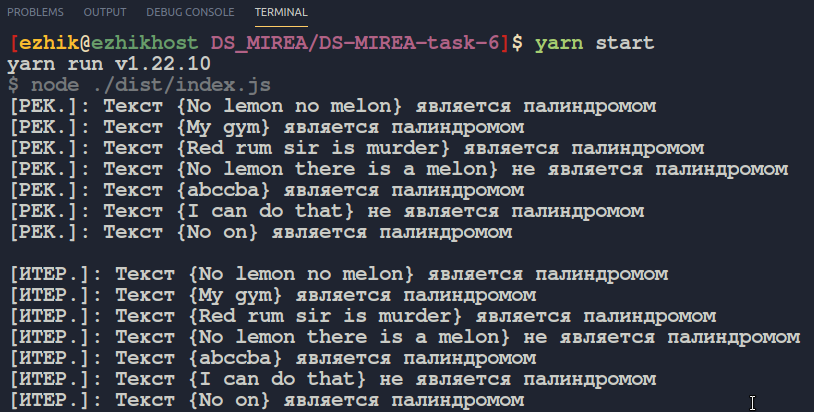 PROBLEMS OUTPUT DEBUG CONSOLE TERMINAL
[ezhik@ezhikhost DS_MIREA/DS-MIREA-task-6]$ yarn start
yarn run v1.22.10
$ node ./dist/index.js
[РЕК.]: Текст {No lemon no melon} является палиндромом
[РЕК.]: Текст {My gym} является палиндромом
[РЕК.]: Текст {Red rum sir is murder} является палиндромом
[РЕК.]: Текст {No lemon there is a melon} не является палиндромом
[РЕК.]: Текст {abccba} является палиндромом
[РЕК.]: Текст {I can do that} не является палиндромом
[РЕК.]: Текст {No on} является палиндромом
[ИТЕР.]: Текст {No lemon no melon} является палиндромом
[ИТЕР.]: Текст {My gym} является палиндромом
[ИТЕР.]: Текст {Red rum sir is murder} является палиндромом
[ИТЕР.]: Текст {No lemon there is a melon} не является палиндромом
[ИТЕР.]: Текст {abccba} является палиндромом
[ИТЕР.]: Текст {I can do that} не является палиндромом
[ИТЕР.]: Текст {No on} является палиндромом